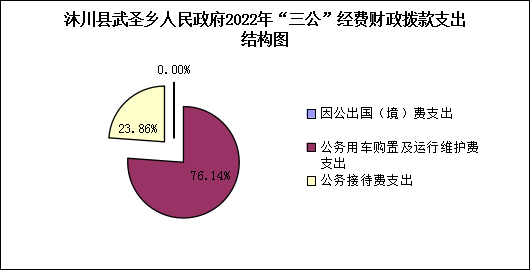 沐川县武圣乡人民政府2022年“三公”经费财政拨款支出
结构图
0.00%
23.86%
76.14%
因公出国（境）费支出
公务用车购置及运行维护费
支出
公务接待费支出